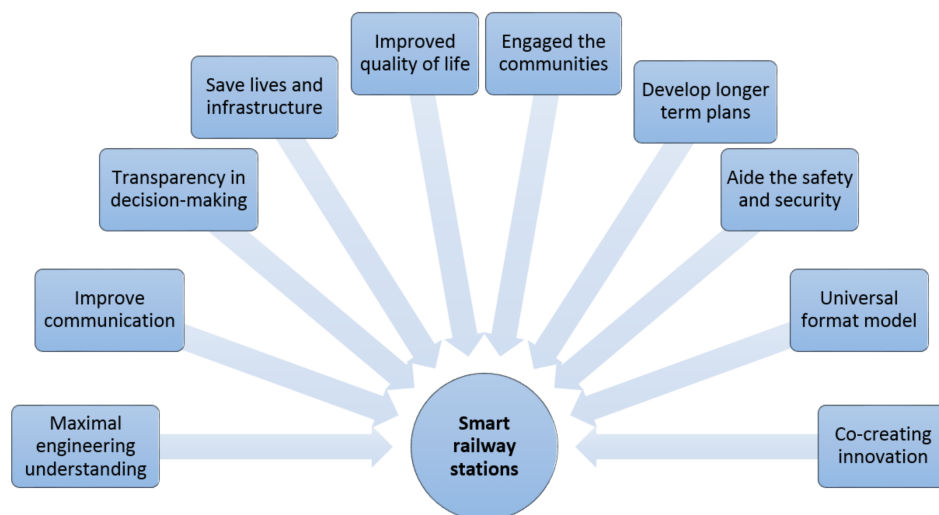 Improved
quality of life
Engaged the
communities
Save lives and
infrastructure
Develop longer
term plans
Transparency in
decision-making
Aide the safety
and security
Improve
communication
Universal
format model
Maximal
engineering
understanding
Smart
railway
stations
Co-creating
innovation